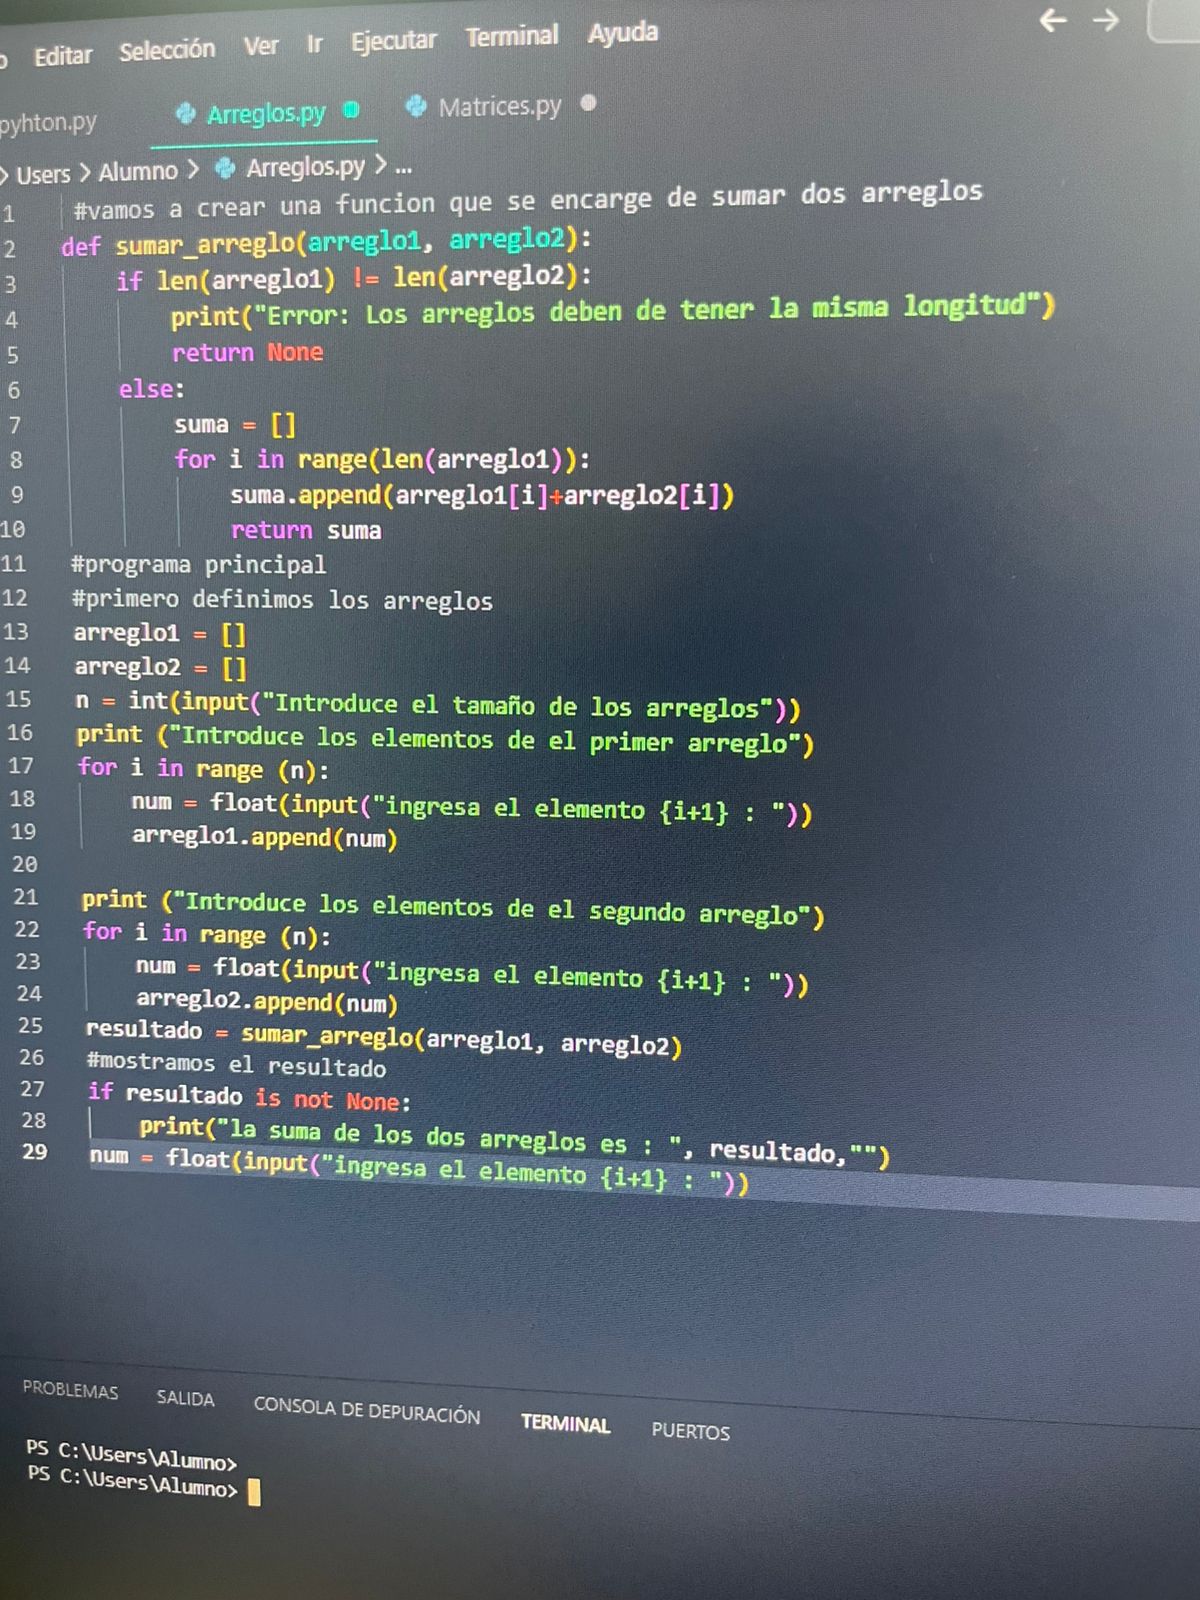 Editar Selección Ver Ir Ejecutar Terminal Ayuda
pyhton.py Arreglos.py Matrices.py
> Users > Alumno > Arreglos.py > ...
1 #vamos a crear una funcion que se encarge de sumar dos arreglos
2 def sumar_arreglo(arreglo1, arreglo2):
3     if len(arreglo1) != len(arreglo2):
4         print("Error: Los arreglos deben de tener la misma longitud")
5         return None
6     else:
7         suma = []
8         for i in range(len(arreglo1)):
9             suma.append(arreglo1[i]+arreglo2[i])
10             return suma
11 #programa principal
12 #primero definimos los arreglos
13 arreglo1 = []
14 arreglo2 = []
15 n = int(input("Introduce el tamaño de los arreglos"))
16 print ("Introduce los elementos de el primer arreglo")
17 for i in range (n):
18     num = float(input("ingresa el elemento {i+1} : "))
19     arreglo1.append(num)
20
21 print ("Introduce los elementos de el segundo arreglo")
22 for i in range (n):
23     num = float(input("ingresa el elemento {i+1} : "))
24     arreglo2.append(num)
25 resultado = sumar_arreglo(arreglo1, arreglo2)
26 #mostramos el resultado
27 if resultado is not None:
28     print("la suma de los dos arreglos es : ", resultado,"")
29 num = float(input("ingresa el elemento {i+1} : "))
PROBLEMAS SALIDA CONSOLA DE DEPURACIÓN TERMINAL PUERTOS
PS C:\Users\Alumno>
PS C:\Users\Alumno>